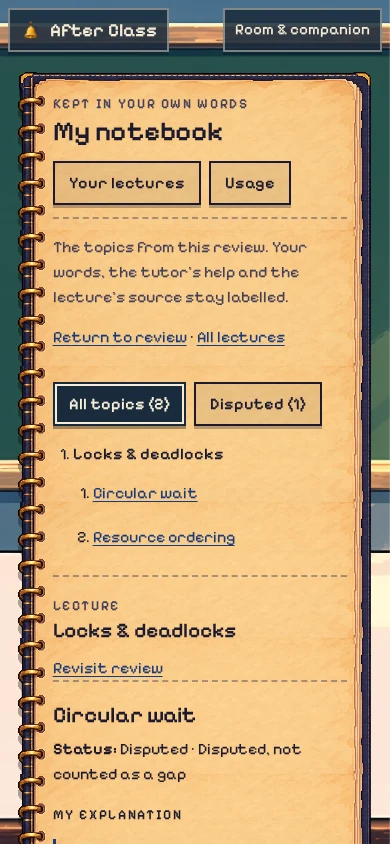 After Class
Room & companion
KEPT IN YOUR OWN WORDS
My notebook
Your lectures
Usage
The topics from this review. Your
words, the tutor's help and the
lecture's source stay labelled.
Return to review · All lectures
All topics (2)
Disputed (1)
1. Locks & deadlocks
1. Circular wait
2. Resource ordering
LECTURE
Locks & deadlocks
Revisit review
Circular wait
Status: Disputed · Disputed, not
counted as a gap
MY EXPLANATION